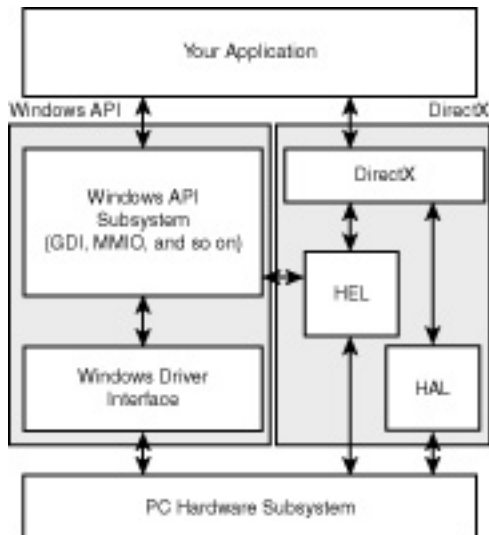 Your Application
Windows API
DirectX
Windows API
Subsystem
(GDI, MMIO, and so on)
DirectX
HEL
Windows Driver
Interface
HAL
PC Hardware Subsystem